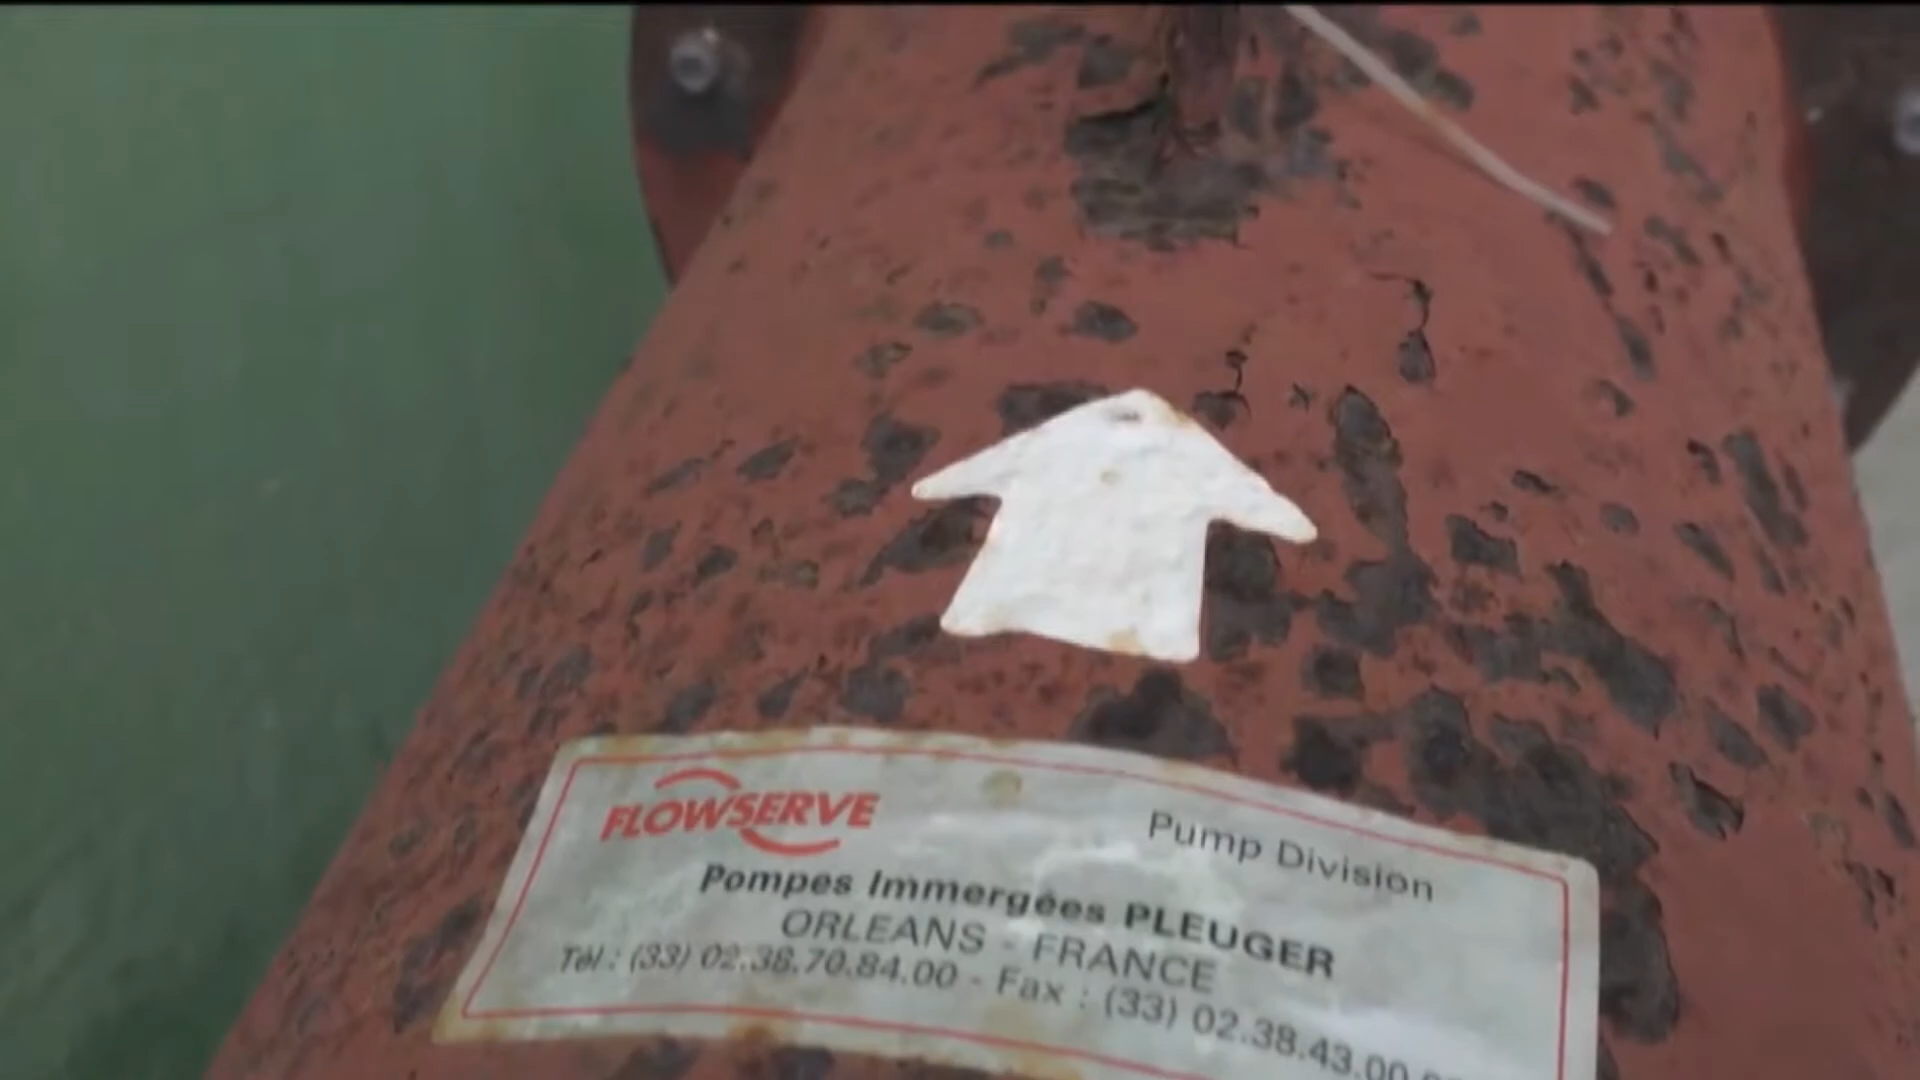 FLOWSERVE
Pump Division
Pompes Immergées PLEUGER
ORLEANS - FRANCE
Tél : (33) 02.38.70.84.00 - Fax : (33) 02.38.43.00